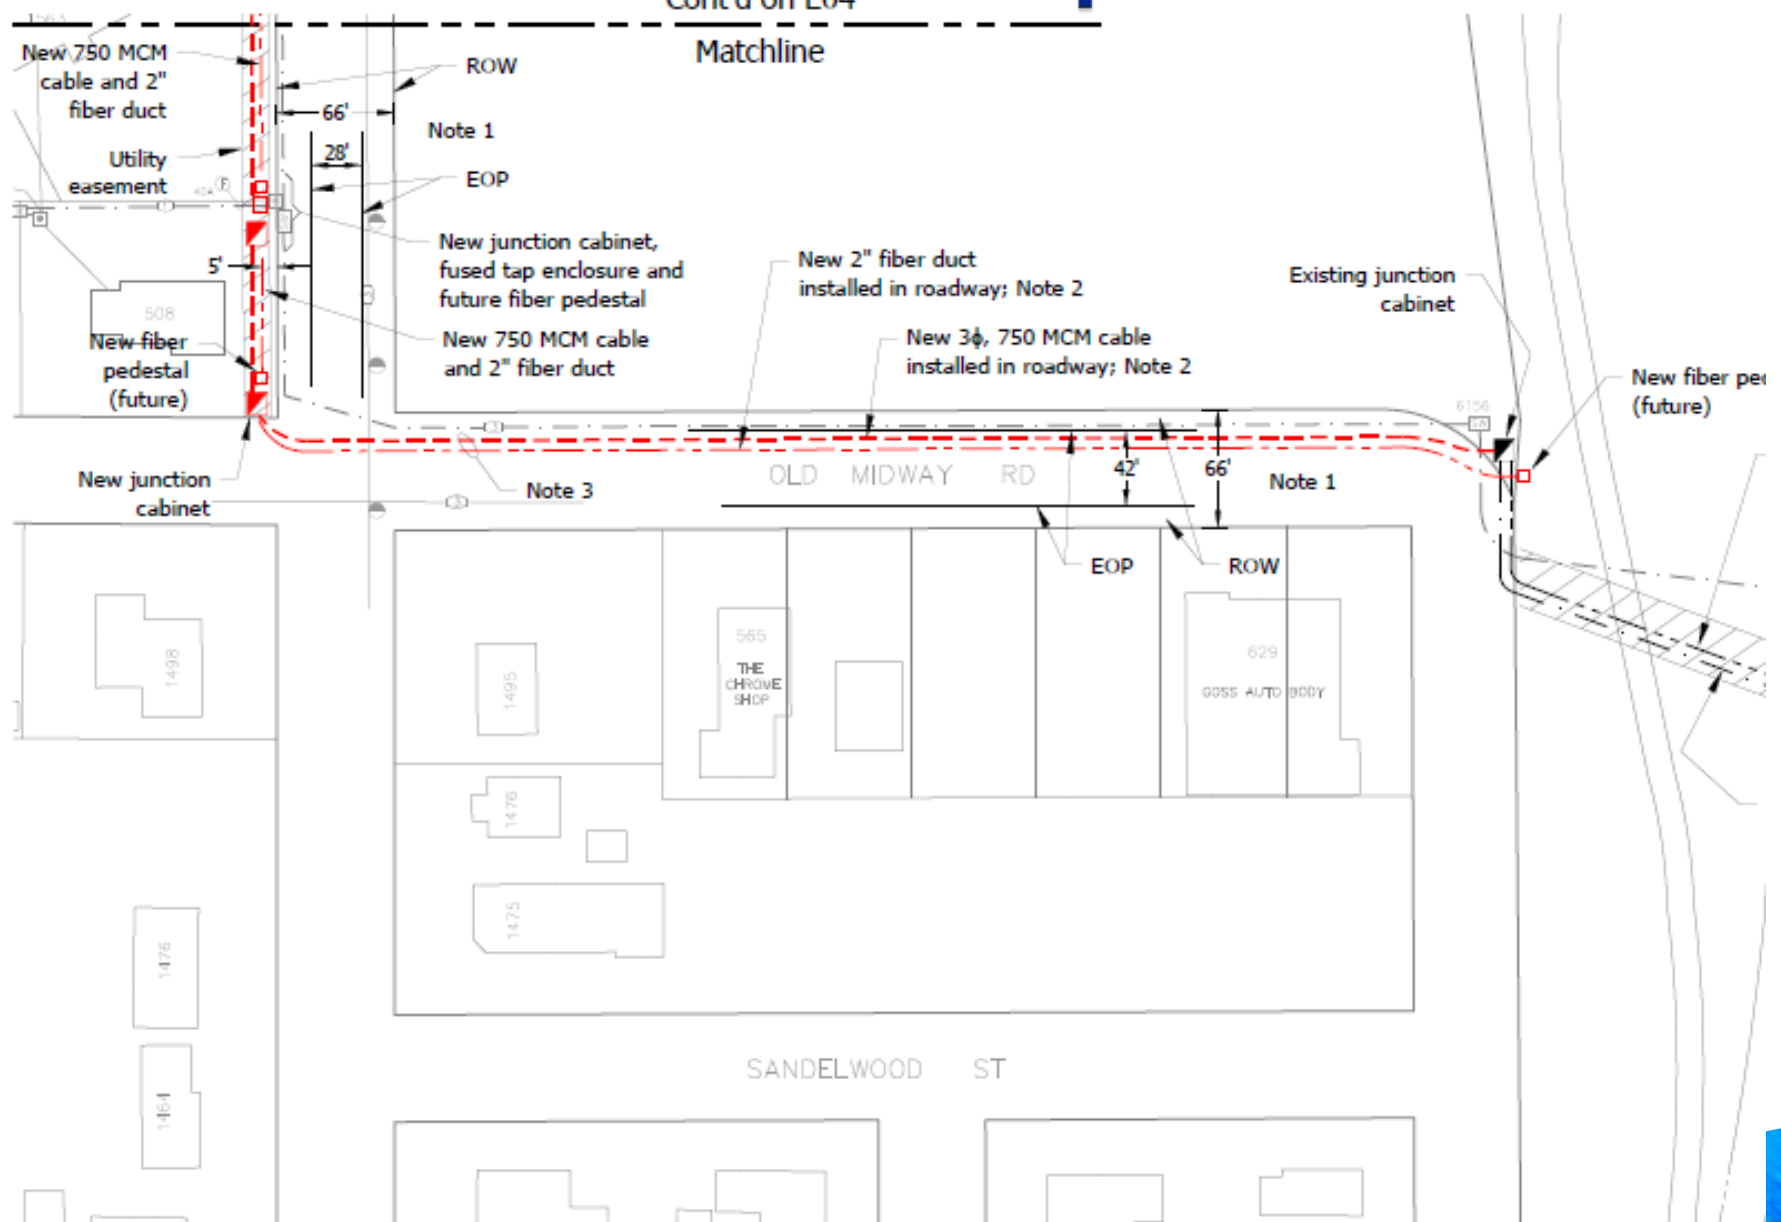 Cont'd on E04
Matchline
New 750 MCM
cable and 2"
fiber duct
ROW
66'
Note 1
28'
Utility
easement
EOP
New junction cabinet,
fused tap enclosure and
future fiber pedestal
5'
508
New fiber
pedestal
(future)
New 750 MCM cable
and 2" fiber duct
New 2" fiber duct
installed in roadway; Note 2
New 3ϕ, 750 MCM cable
installed in roadway; Note 2
Existing junction
cabinet
New fiber ped
(future)
6156
New junction
cabinet
Note 3
OLD MIDWAY RD
42'
66'
Note 1
EOP
ROW
1498
1495
565
THE
CHROME
SHOP
629
GOSS AUTO BODY
1476
1475
1476
1464
SANDELWOOD ST